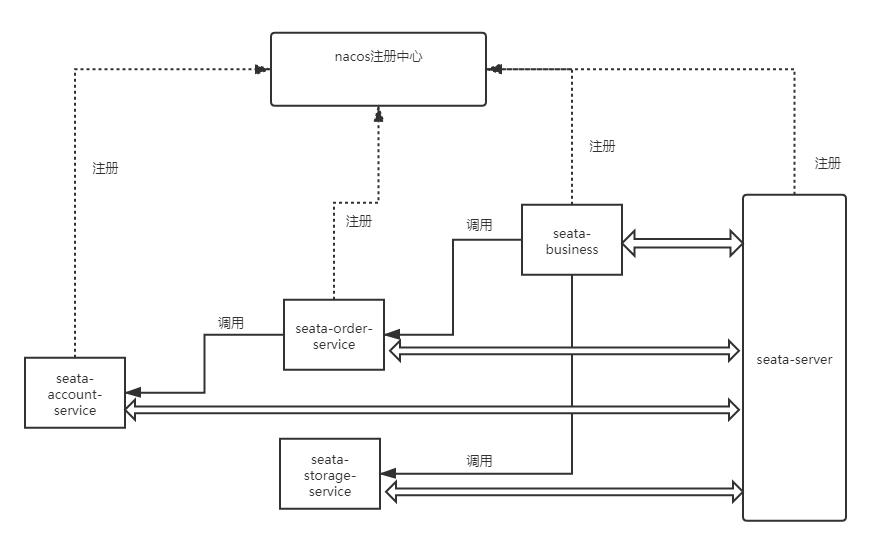 nacos注册中心
注册
注册
注册
注册
调用
seata-
business
调用
seata-order-
service
seata-server
seata-
account-
service
seata-
storage-
service
调用